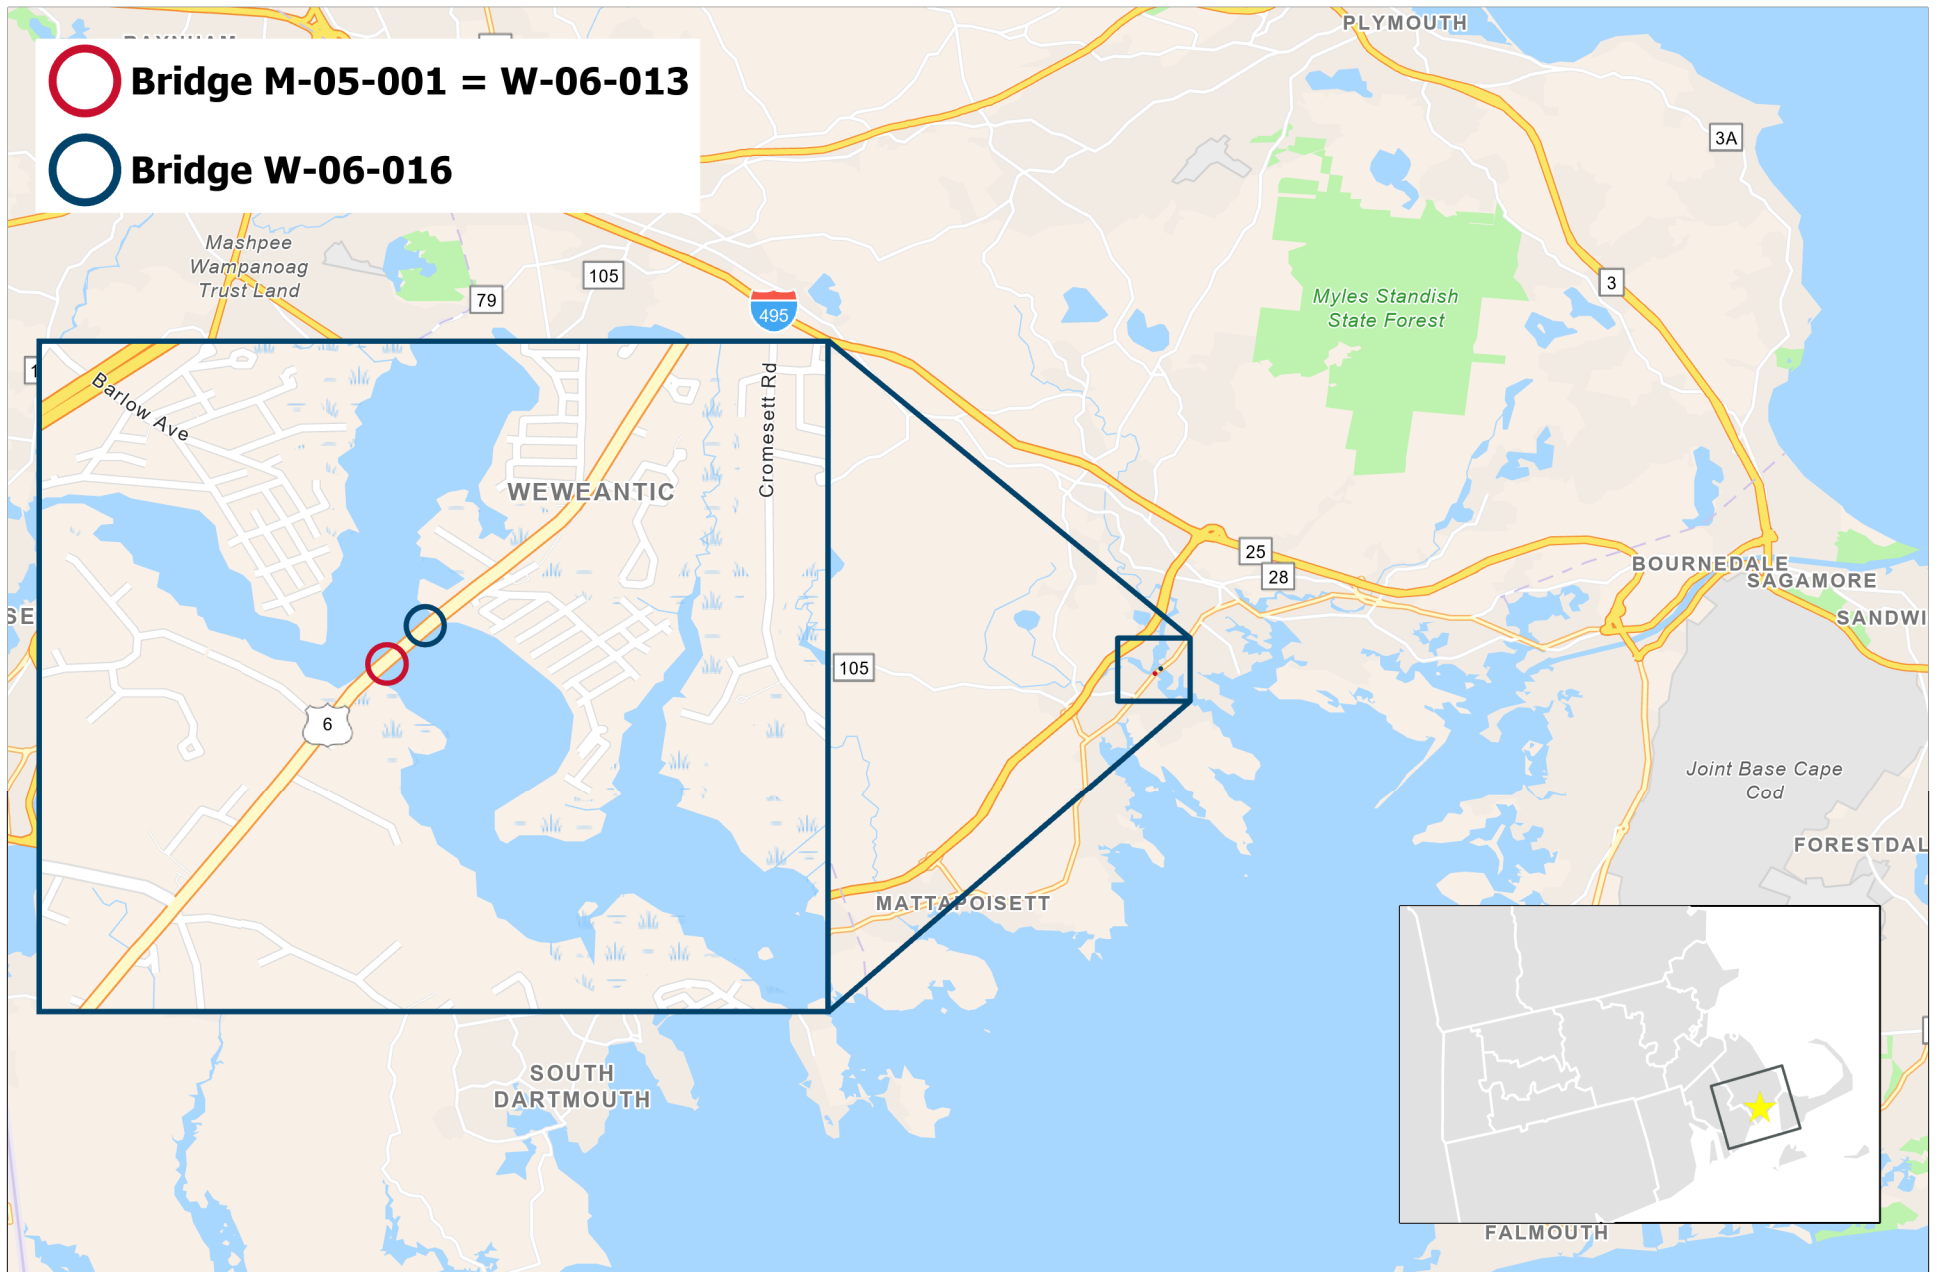 PLYMOUTH
Bridge M-05-001 = W-06-013
Bridge W-06-016
3A
Mashpee
Wampanoag
Trust Land
79
105
495
3
Myles Standish
State Forest
Barlow Ave
Cromesett Rd
WEWEANTIC
6
25
28
BOURNEDALE
SAGAMORE
SANDWI
105
Joint Base Cape
Cod
FORESTDAL
MATTAPOISETT
SOUTH
DARTMOUTH
FALMOUTH